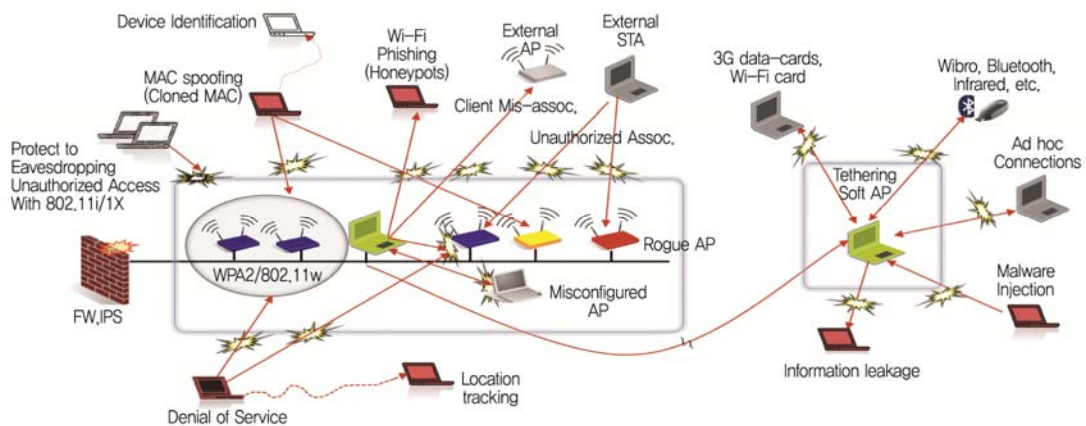 Device Identification
MAC spoofing
(Cloned MAC)
Wi-Fi
Phishing
(Honeypots)
External
AP
External
STA
3G data-cards,
Wi-Fi card
Wibro, Bluetooth,
Infrared, etc.
Client Mis-assoc.
Unauthorized Assoc.
Protect to
Eavesdropping
Unauthorized Access
With 802.11i/1X
Ad hoc
Connections
Tethering
Soft AP
Rogue AP
WPA2/802.11w
Misconfigured
AP
FW,IPS
Malware
Injection
Information leakage
Location
tracking
Denial of Service